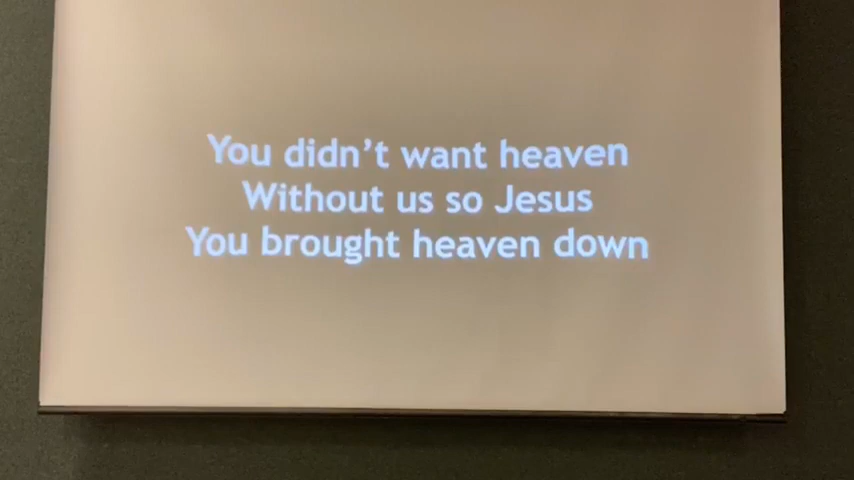 You didn't want heaven
Without us so Jesus
You brought heaven down